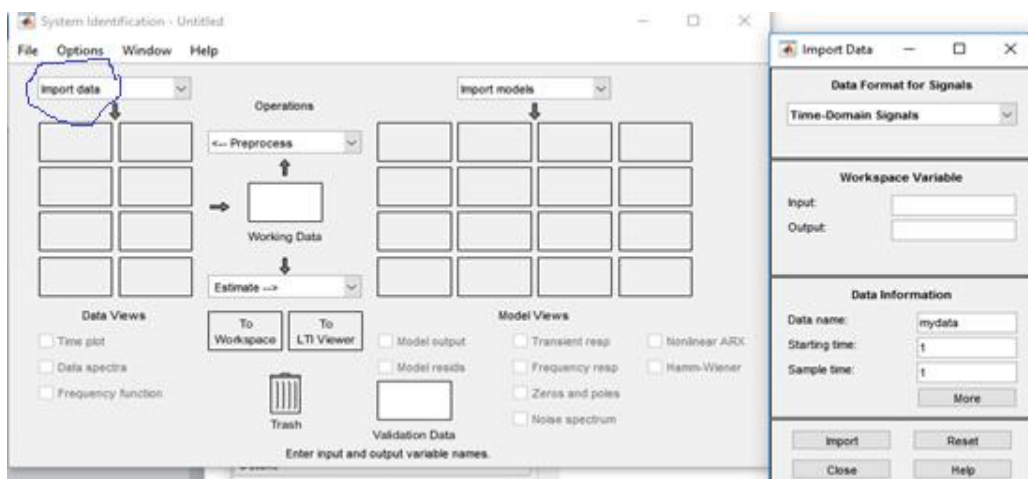 System Identification - Untitled
File Options Window Help
Import data
Import models
Operations
<-- Preprocess
Working Data
Estimate -->
Data Views
To Workspace
To LTI Viewer
Model Views
Time plot
Data spectra
Frequency function
Model output
Model resids
Transient resp
Frequency resp
Zeros and poles
Noise spectrum
Nonlinear ARX
Hamm-Wiener
Trash
Validation Data
Enter input and output variable names.
Import Data
Data Format for Signals
Time-Domain Signals
Workspace Variable
Input:
Output:
Data Information
Data name: mydata
Starting time: 1
Sample time: 1
More
Import Reset
Close Help